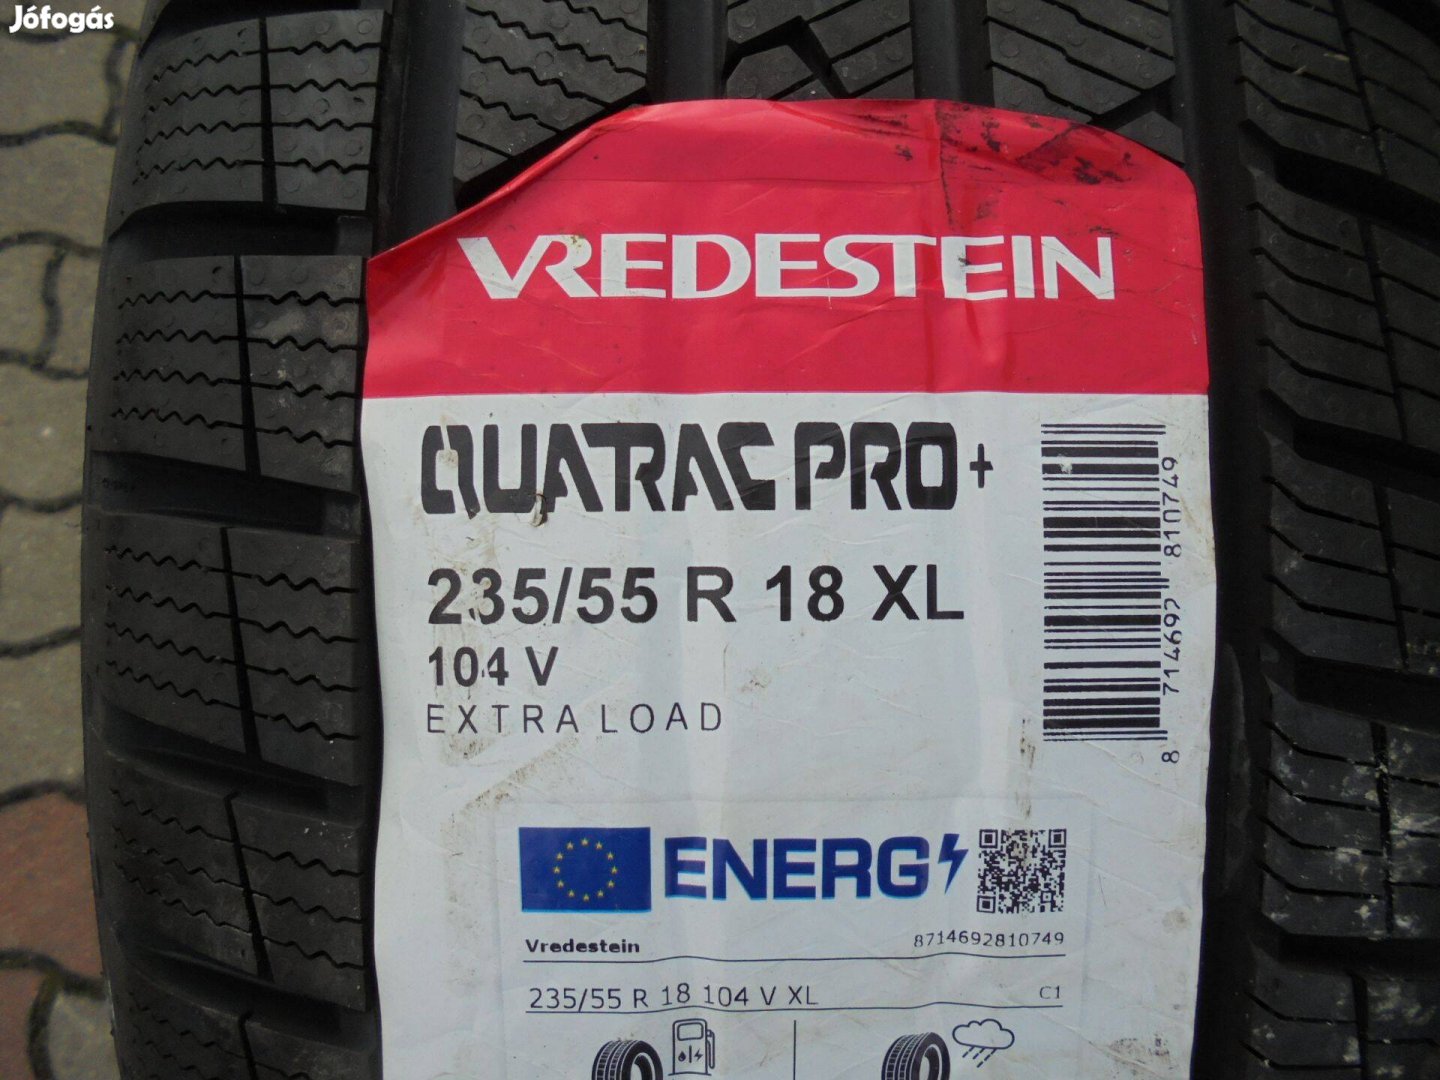 Jófogás
VREDESTEIN
QUATRAC PRO+
235/55 R 18 XL
104 V
EXTRA LOAD
8 714692 810749
ENERG
Vredestein
8714692810749
235/55 R 18 104 V XL
C1